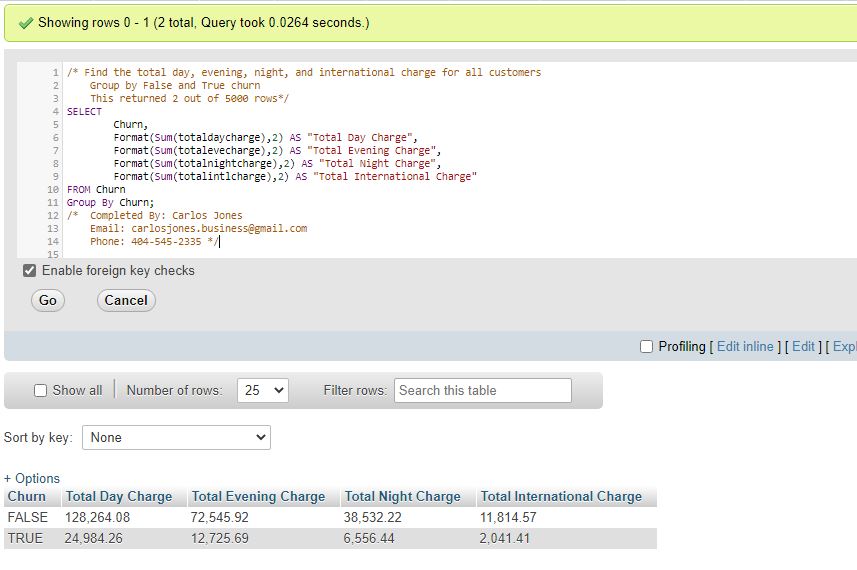 Showing rows 0 - 1 (2 total, Query took 0.0264 seconds.)
1 /* Find the total day, evening, night, and international charge for all customers
2 Group by False and True churn
3 This returned 2 out of 5000 rows*/
4 SELECT
5 Churn,
6 Format(Sum(totaldaycharge),2) AS "Total Day Charge",
7 Format(Sum(totalevecharge),2) AS "Total Evening Charge",
8 Format(Sum(totalnightcharge),2) AS "Total Night Charge",
9 Format(Sum(totalintlcharge),2) AS "Total International Charge"
10 FROM Churn
11 Group By Churn;
12 /* Completed By: Carlos Jones
13 Email: carlosjones.business@gmail.com
14 Phone: 404-545-2335 */
15
Enable foreign key checks
Go Cancel
Profiling [ Edit inline ] [ Edit ] [ Expl
Show all Number of rows: 25 Filter rows: Search this table
Sort by key: None
+ Options
Churn Total Day Charge Total Evening Charge Total Night Charge Total International Charge
FALSE 128,264.08 72,545.92 38,532.22 11,814.57
TRUE 24,984.26 12,725.69 6,556.44 2,041.41